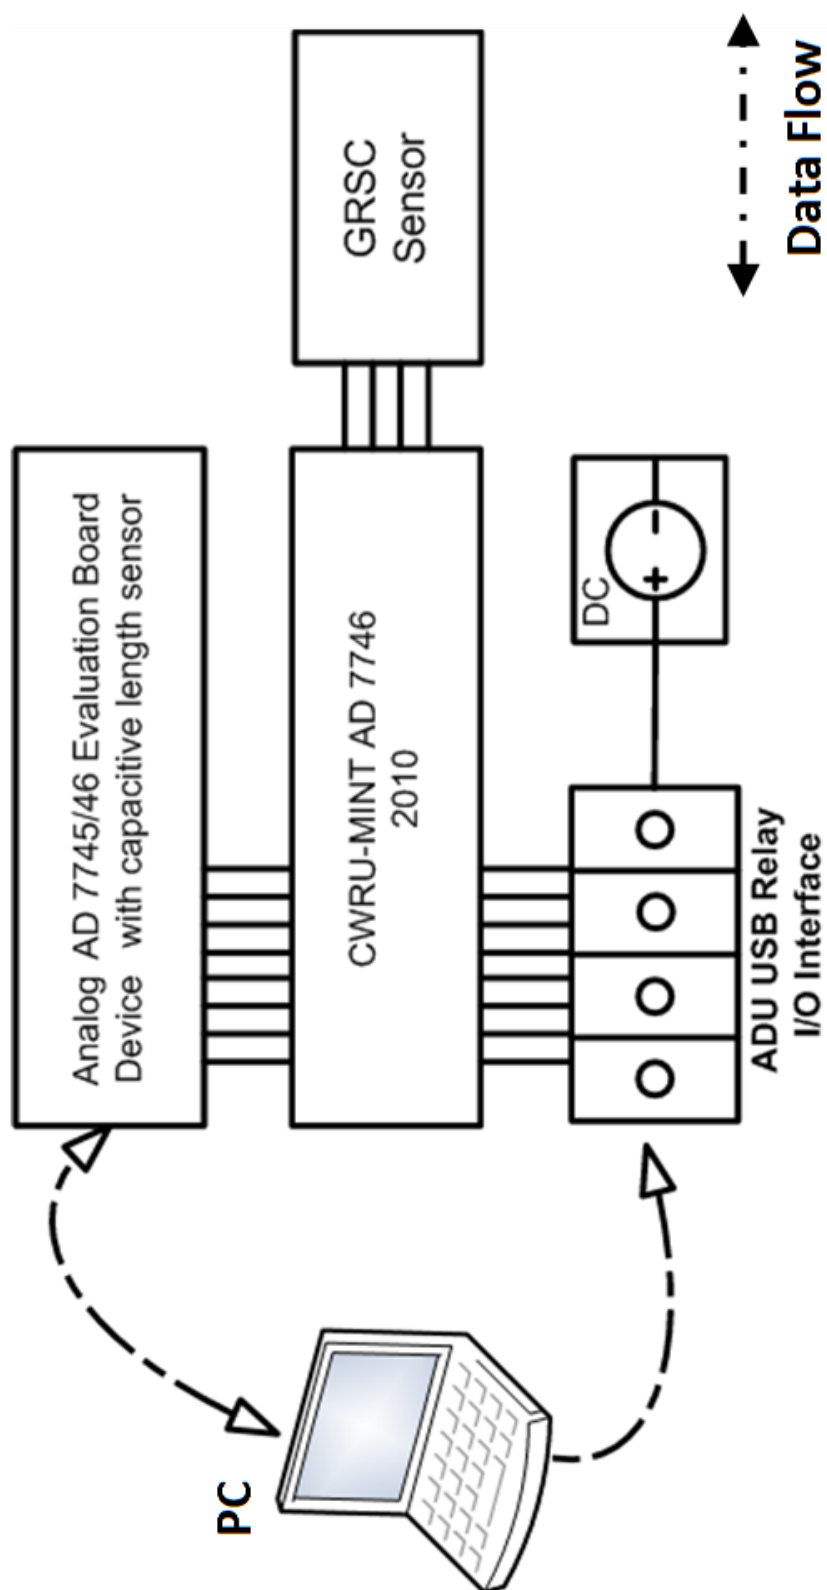 PC
Analog AD 7745/46 Evaluation Board
Device with capacitive length sensor
CWRU-MINT AD 7746
2010
GRSC
Sensor
DC
+ -
ADU USB Relay
I/O Interface
Data Flow